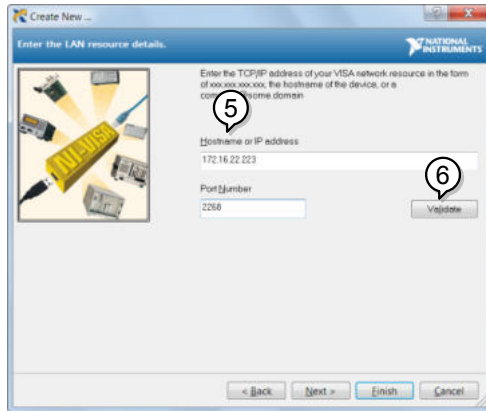 Create New ...
Enter the LAN resource details.
NATIONAL
INSTRUMENTS
Enter the TCP/IP address of your VISA network resource in the form
of xxx.xxx.xxx.xxx, the hostname of the device, or a
some.domain
5
Hostname or IP address
172.16.22.223
6
Port Number
2268
Validate
NI-VISA
< Back
Next >
Finish
Cancel